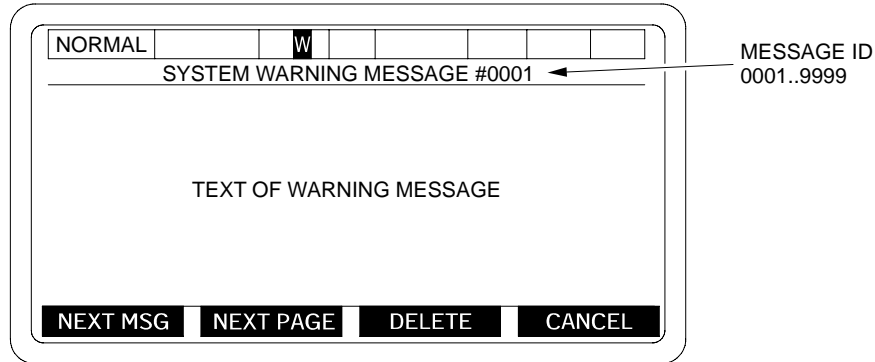 NORMAL W
SYSTEM WARNING MESSAGE #0001
MESSAGE ID
0001..9999
TEXT OF WARNING MESSAGE
NEXT MSG NEXT PAGE DELETE CANCEL